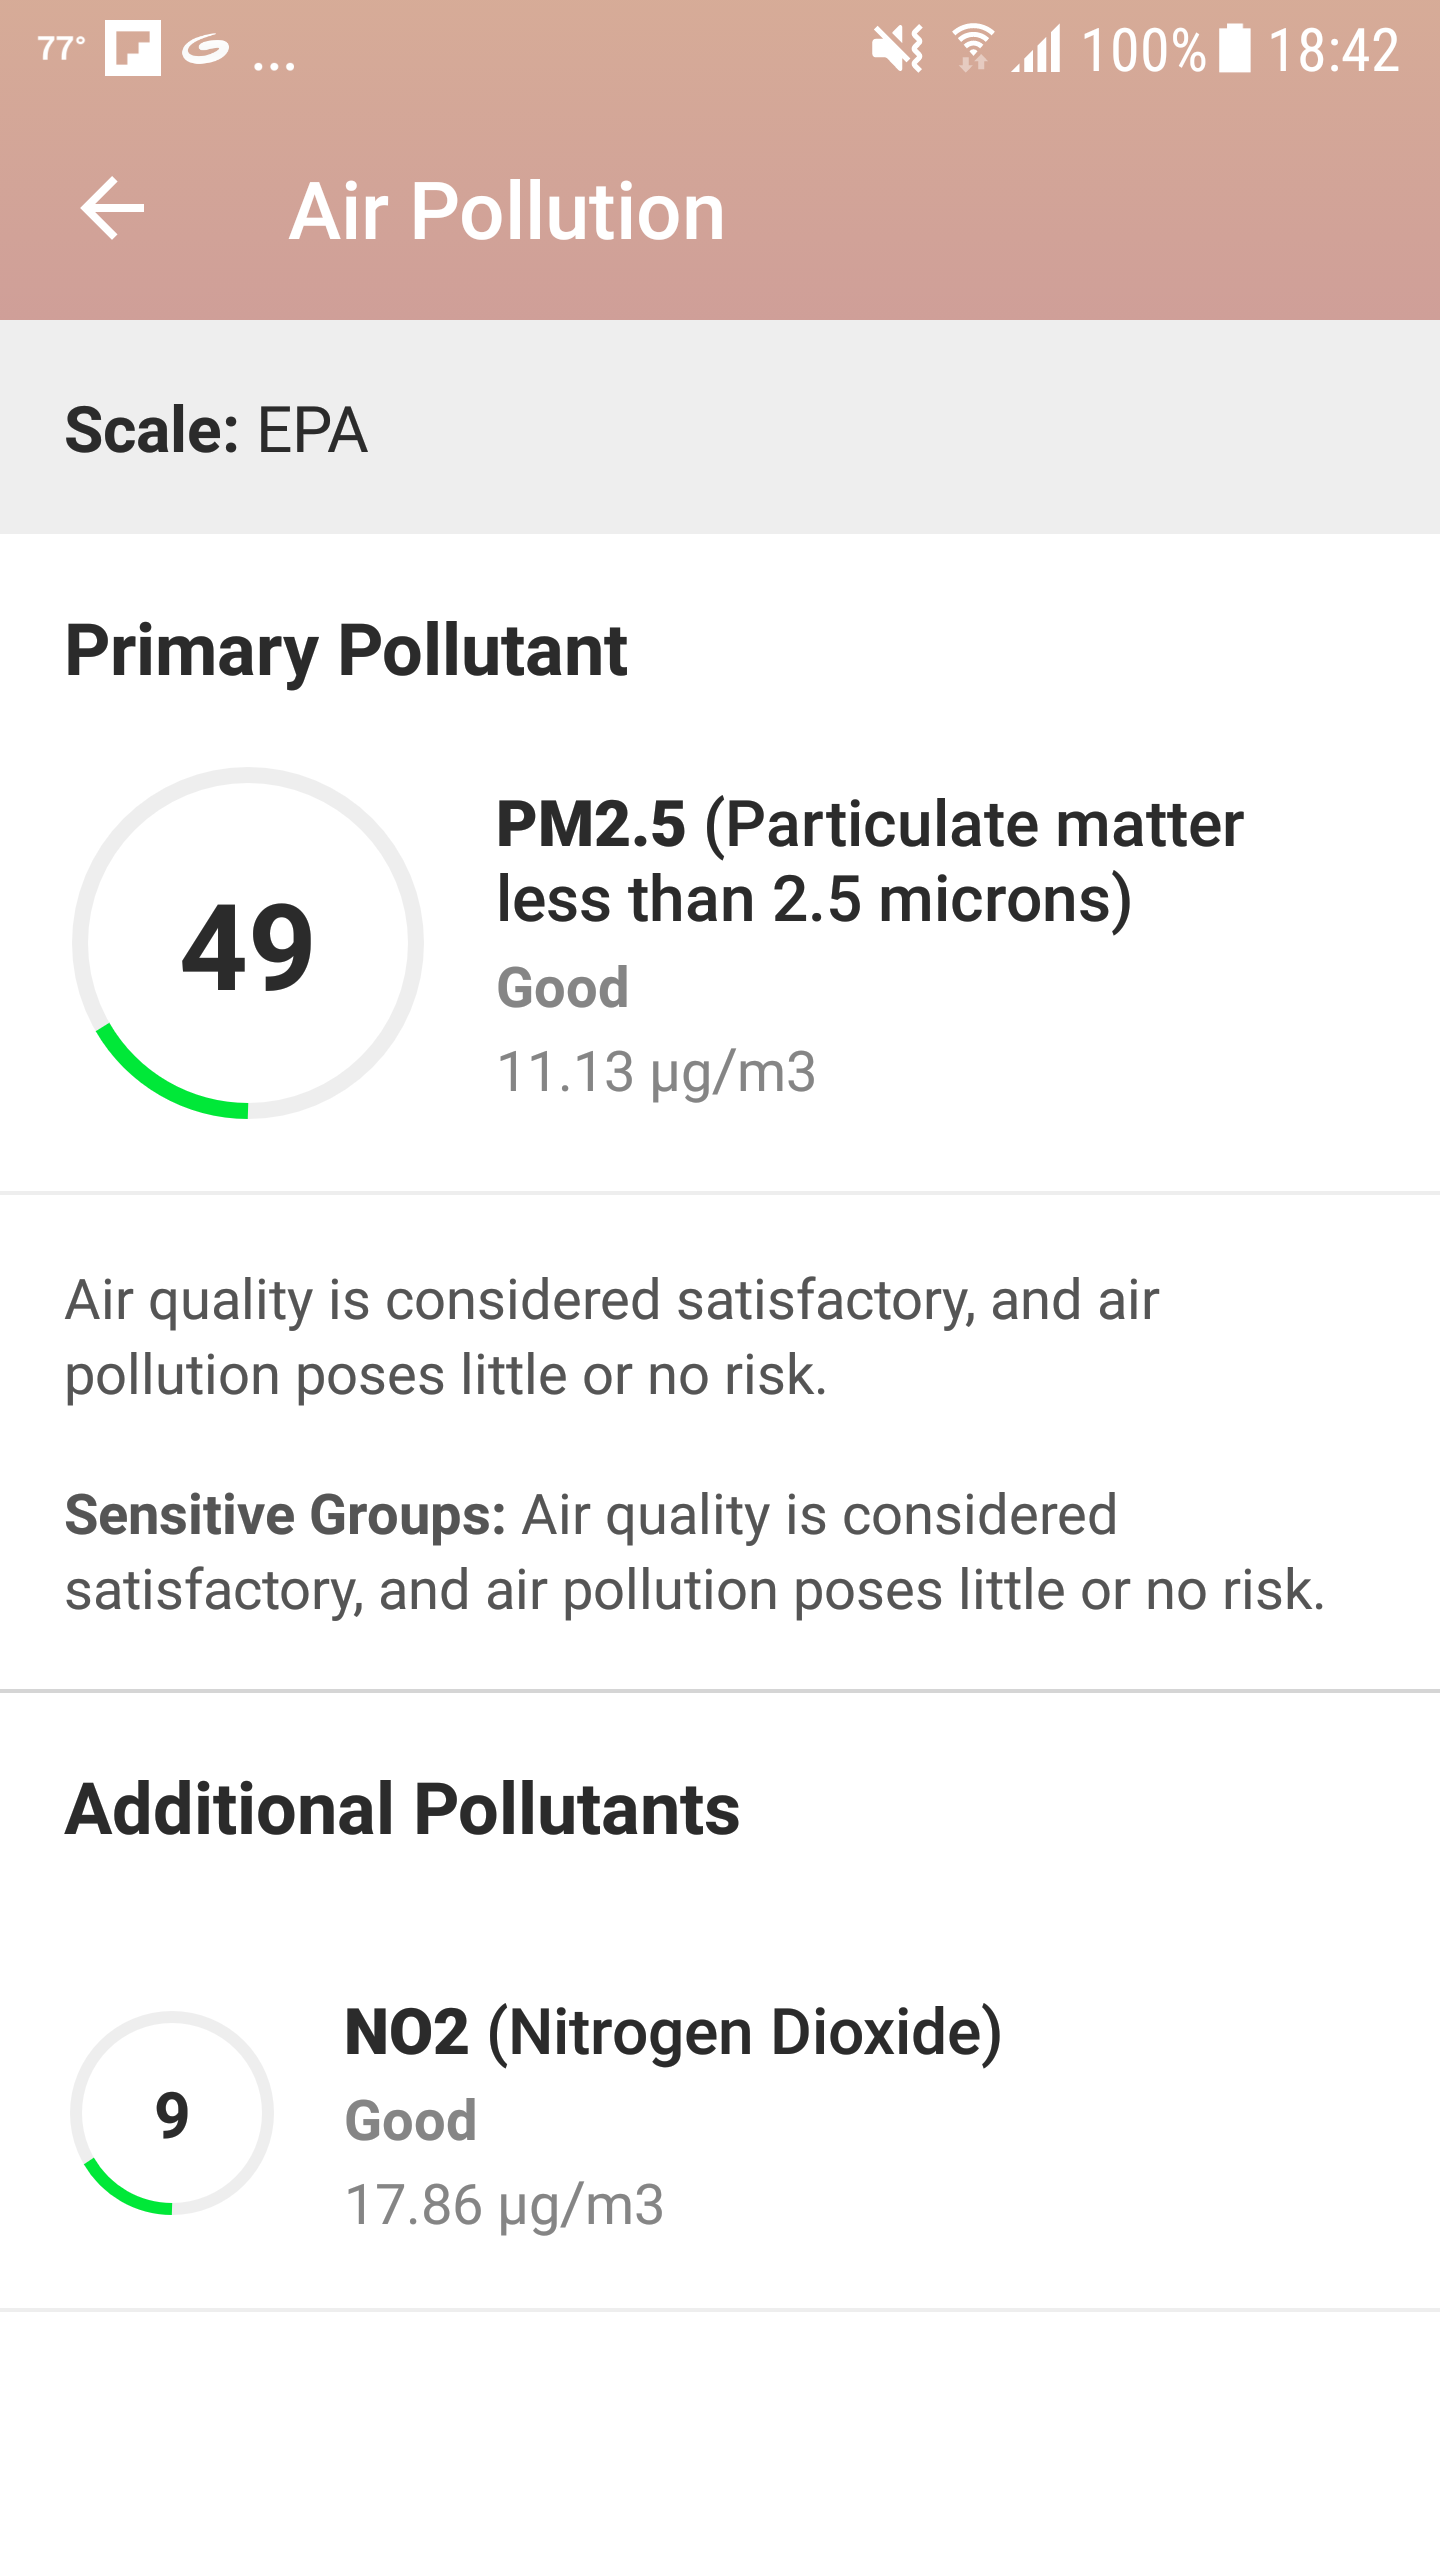 77° ... 100% 18:42
Air Pollution
Scale: EPA
Primary Pollutant
49
PM2.5 (Particulate matter
less than 2.5 microns)
Good
11.13 µg/m3
Air quality is considered satisfactory, and air
pollution poses little or no risk.
Sensitive Groups: Air quality is considered
satisfactory, and air pollution poses little or no risk.
Additional Pollutants
9
NO2 (Nitrogen Dioxide)
Good
17.86 µg/m3